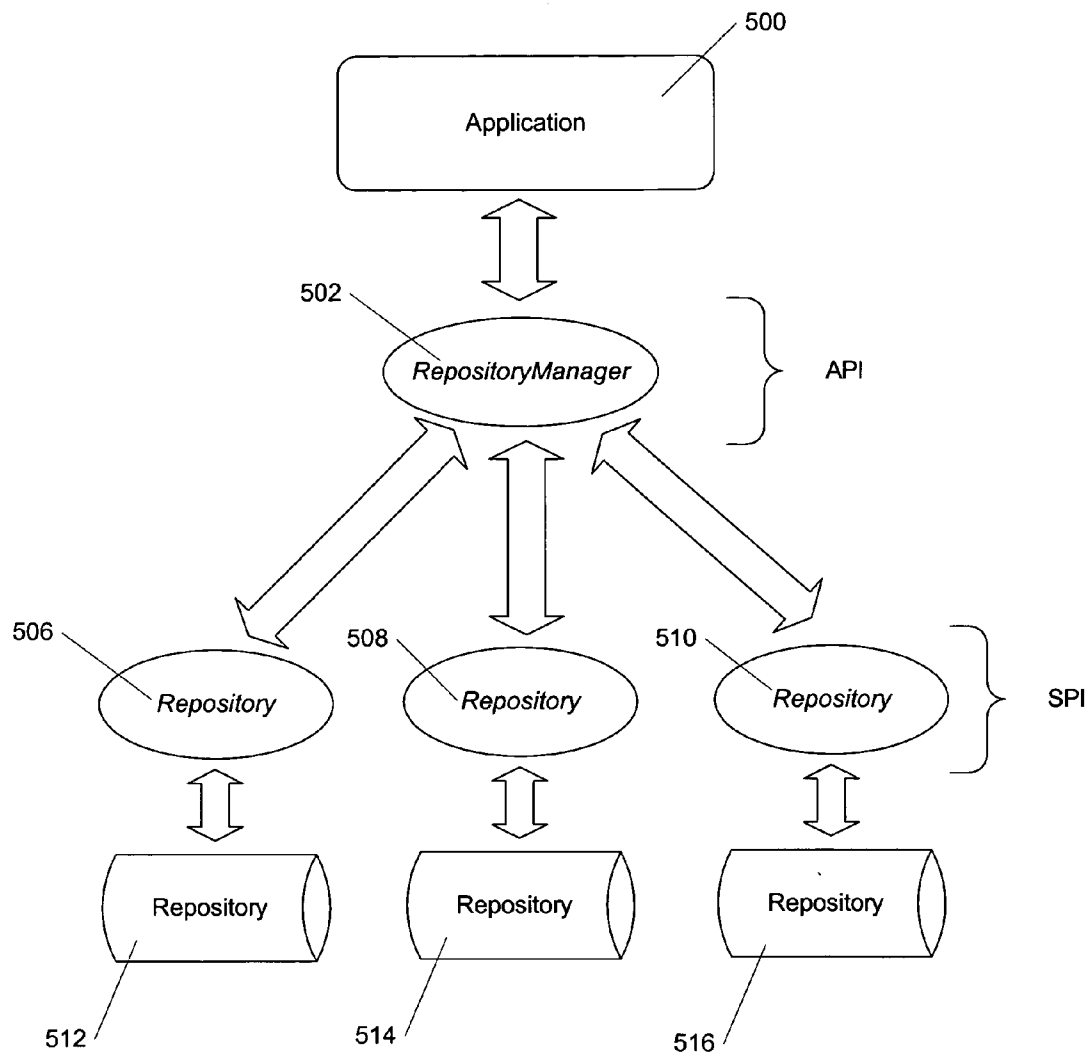 500
Application
502
RepositoryManager
API
506
508
510
Repository
Repository
Repository
SPI
Repository
Repository
Repository
512
514
516